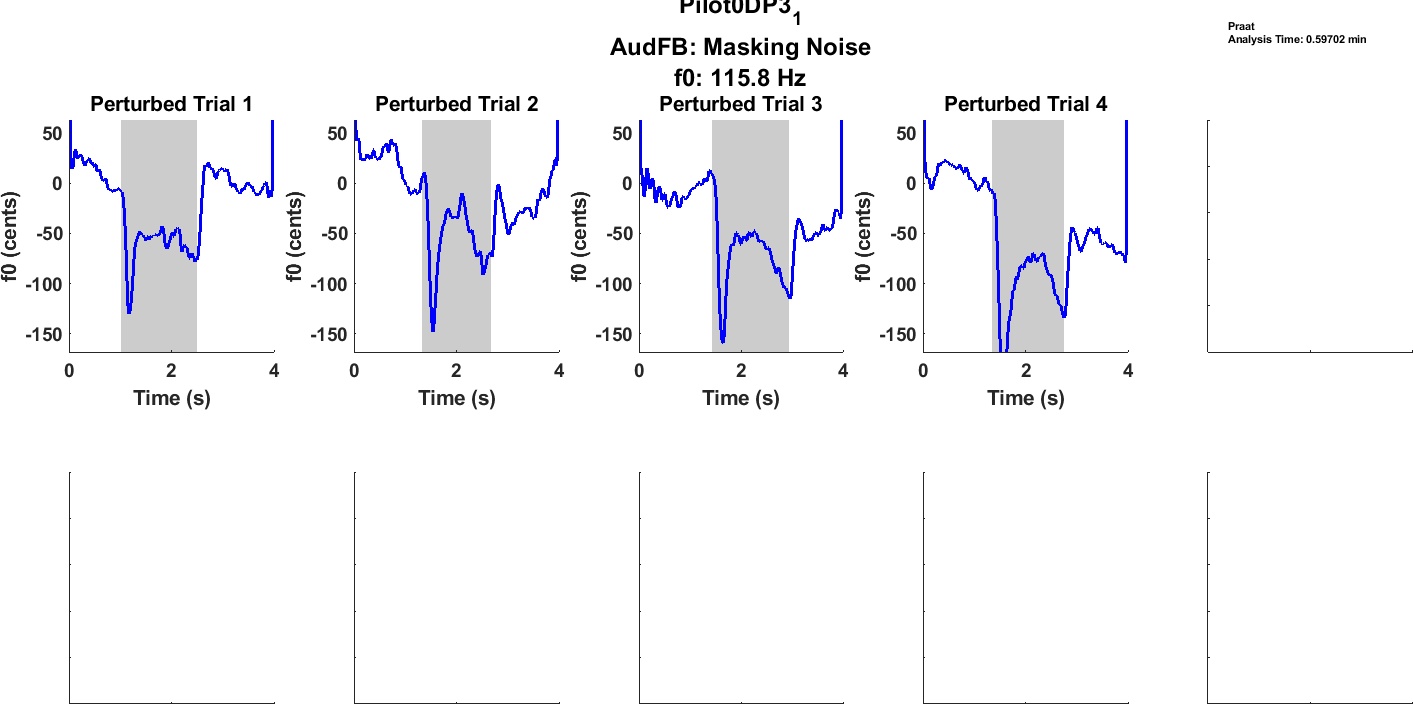 Pilot0DP3₁
AudFB: Masking Noise
f0: 115.8 Hz
Praat
Analysis Time: 0.59702 min
Perturbed Trial 1
50
0
-50
-100
-150
f0 (cents)
0 2 4
Time (s)
Perturbed Trial 2
50
0
-50
-100
-150
f0 (cents)
0 2 4
Time (s)
Perturbed Trial 3
50
0
-50
-100
-150
f0 (cents)
0 2 4
Time (s)
Perturbed Trial 4
50
0
-50
-100
-150
f0 (cents)
0 2 4
Time (s)